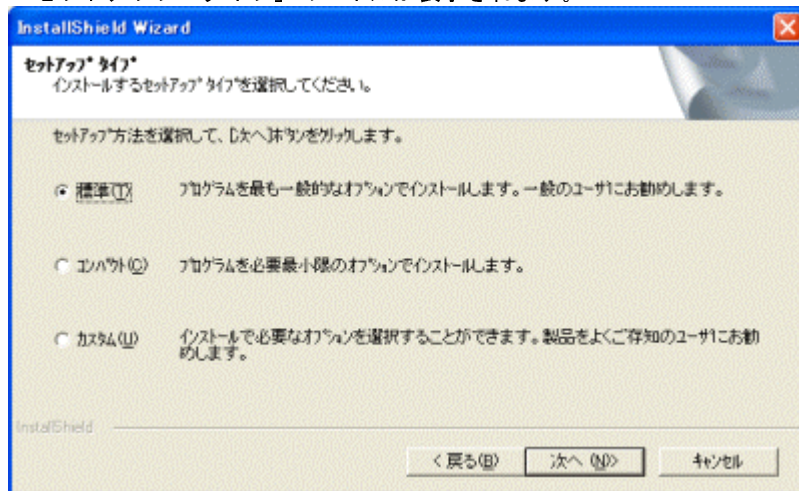 InstallShield Wizard
セットアップ タイプ
インストールするセットアップ タイプを選択してください。
セットアップ方法を選択して、[次へ]ボタンをクリックします。
標準(T)
プログラムを最も一般的なオプションでインストールします。一般のユーザにお勧めします。
コンパクト(C)
プログラムを必要最小限のオプションでインストールします。
カスタム(U)
インストールで必要なオプションを選択することができます。製品をよくご存知のユーザにお勧
めします。
InstallShield
< 戻る(B)
次へ (N)>
キャンセル